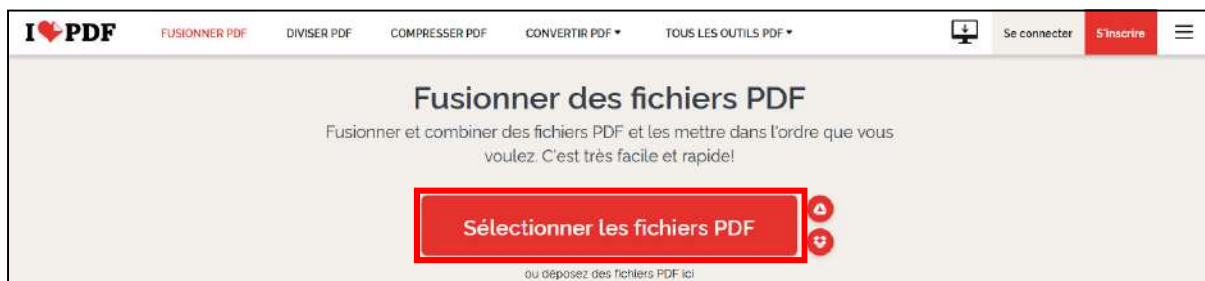 I PDF
FUSIONNER PDF
DIVISER PDF
COMPRESSER PDF
CONVERTIR PDF
TOUS LES OUTILS PDF
Se connecter
S'inscrire
Fusionner des fichiers PDF
Fusionner et combiner des fichiers PDF et les mettre dans l'ordre que vous
voulez. C'est très facile et rapide!
Sélectionner les fichiers PDF
ou déposez des fichiers PDF ici